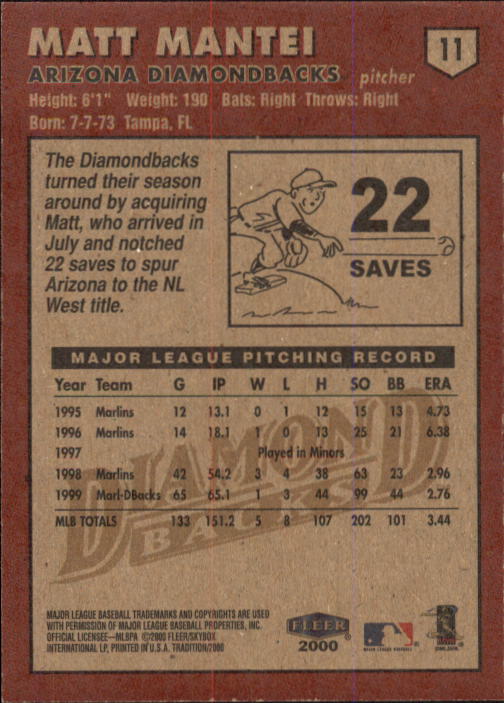 MATT MANTEI
11
ARIZONA DIAMONDBACKS pitcher
Height: 6'1" Weight: 190 Bats: Right Throws: Right
Born: 7-7-73 Tampa, FL
The Diamondbacks
turned their season
around by acquiring
Matt, who arrived in
July and notched
22 saves to spur
Arizona to the NL
West title.
22
SAVES
MAJOR LEAGUE PITCHING RECORD
Year Team G IP W L H SO BB ERA
1995 Marlins 12 13.1 0 1 12 15 13 4.73
1996 Marlins 14 18.1 1 0 13 25 21 6.38
1997 Played in Minors
1998 Marlins 42 54.2 3 4 38 63 23 2.96
1999 Marl-DBacks 65 65.1 1 3 44 99 44 2.76
MLB TOTALS 133 151.2 5 8 107 202 101 3.44
DIAMOND
BACKS
MAJOR LEAGUE BASEBALL TRADEMARKS AND COPYRIGHTS ARE USED
WITH PERMISSION OF MAJOR LEAGUE BASEBALL PROPERTIES, INC.
OFFICIAL LICENSEE—MLBPA ©2000 FLEER/SKYBOX
INTERNATIONAL LP, PRINTED IN U.S.A. TRADITION/2000
FLEER
2000
MAJOR LEAGUE BASEBALL